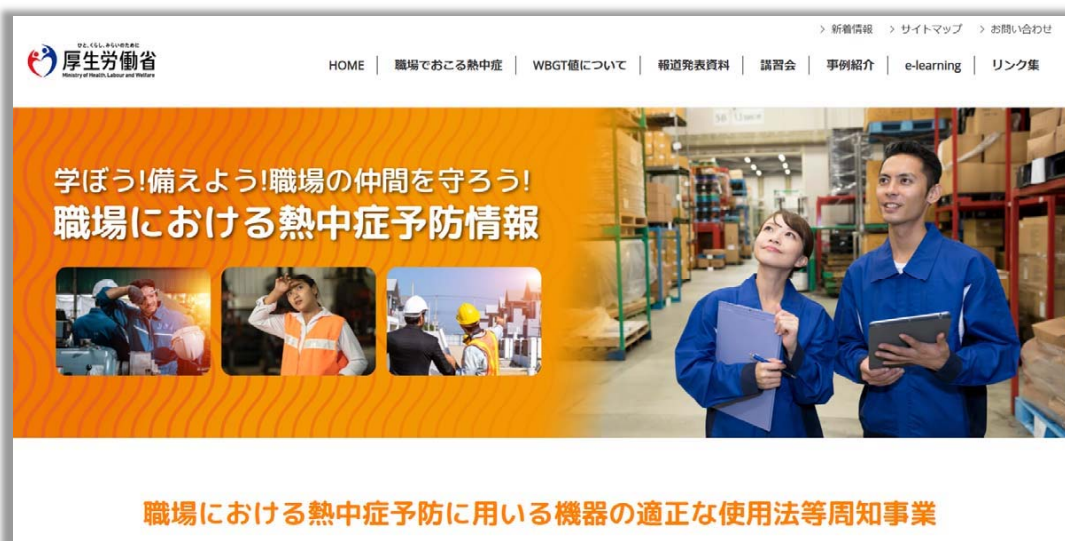 > 新着情報 > サイトマップ > お問い合わせ
ひと、くらし、みらいのために
厚生労働省
Ministry of Health, Labour and Welfare
HOME | 職場でおこる熱中症 | WBGT値について | 報道発表資料 | 講習会 | 事例紹介 | e-learning | リンク集
学ぼう!備えよう!職場の仲間を守ろう!
職場における熱中症予防情報
職場における熱中症予防に用いる機器の適正な使用法等周知事業